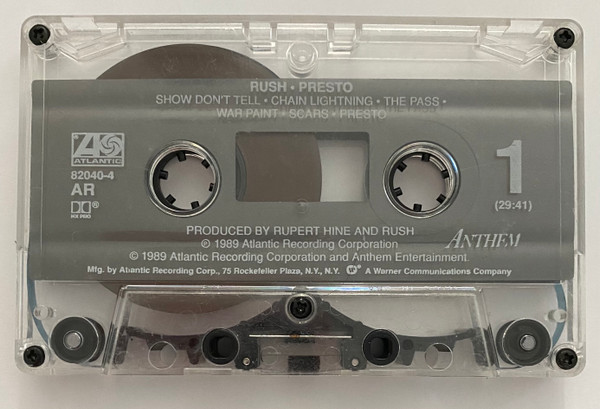 RUSH • PRESTO
SHOW DON'T TELL • CHAIN LIGHTNING • THE PASS •
WAR PAINT • SCARS • PRESTO
ATLANTIC
82040-4
AR
1
(29:41)
PRODUCED BY RUPERT HINE AND RUSH
© 1989 Atlantic Recording Corporation
ANTHEM
© 1989 Atlantic Recording Corporation and Anthem Entertainment.
Mfg. by Atlantic Recording Corp., 75 Rockefeller Plaza, N.Y., N.Y. A Warner Communications Company